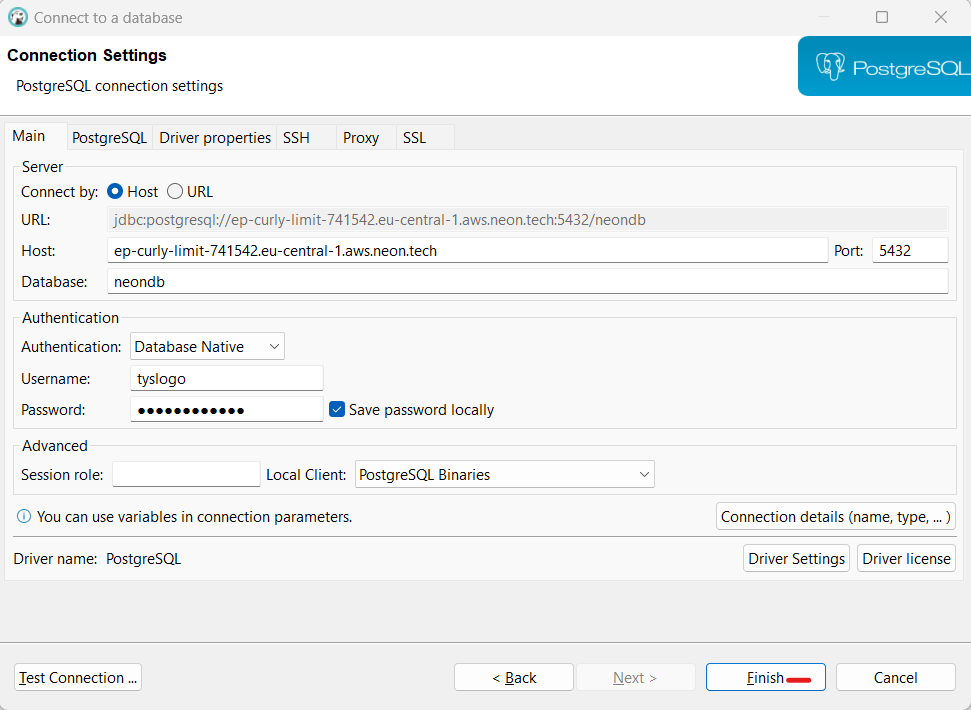 Connect to a database
Connection Settings
PostgreSQL connection settings
PostgreSQL
Main PostgreSQL Driver properties SSH Proxy SSL
Server
Connect by: Host URL
URL: jdbc:postgresql://ep-curly-limit-741542.eu-central-1.aws.neon.tech:5432/neondb
Host: ep-curly-limit-741542.eu-central-1.aws.neon.tech Port: 5432
Database: neondb
Authentication
Authentication: Database Native
Username: tyslogo
Password: ●●●●●●●●●●●● Save password locally
Advanced
Session role: Local Client: PostgreSQL Binaries
You can use variables in connection parameters. Connection details (name, type, ... )
Driver name: PostgreSQL Driver Settings Driver license
Test Connection ... < Back Next > Finish Cancel